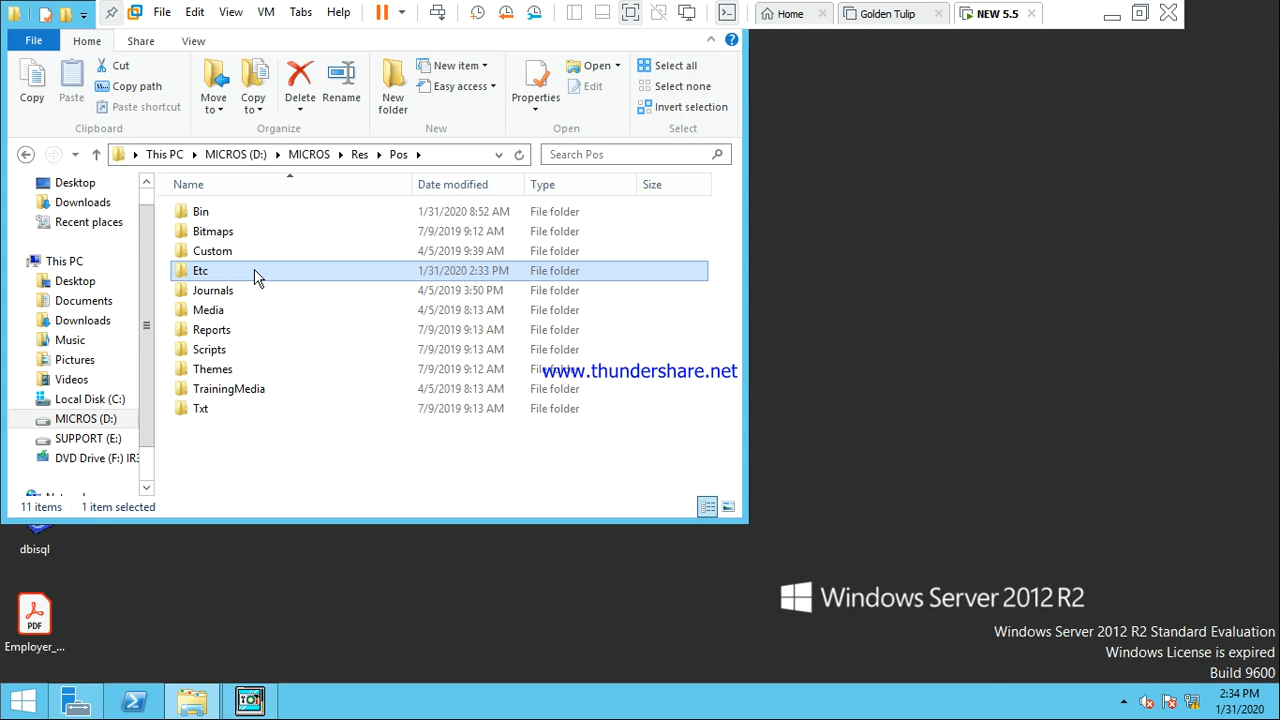 File Edit View VM Tabs Help
Home Golden Tulip NEW 5.5
File Home Share View
Copy Paste Cut Copy path Paste shortcut
Clipboard
Move to Copy to Delete Rename
Organize
New folder New item Easy access
New
Properties Open Edit
Open
Select all
Select none
Invert selection
Select
This PC MICROS (D:) MICROS Res Pos
Search Pos
Desktop
Downloads
Recent places
This PC
Desktop
Documents
Downloads
Music
Pictures
Videos
Local Disk (C:)
MICROS (D:)
SUPPORT (E:)
DVD Drive (F:) IR3
Name Date modified Type Size
Bin 1/31/2020 8:52 AM File folder
Bitmaps 7/9/2019 9:12 AM File folder
Custom 4/5/2019 9:39 AM File folder
Etc 1/31/2020 2:33 PM File folder
Journals 4/5/2019 3:50 PM File folder
Media 4/5/2019 8:13 AM File folder
Reports 7/9/2019 9:13 AM File folder
Scripts 7/9/2019 9:13 AM File folder
Themes 7/9/2019 9:12 AM File folder
www.thundershare.net
TrainingMedia 4/5/2019 8:13 AM File folder
Txt 7/9/2019 9:13 AM File folder
11 items 1 item selected
dbisql
PDF
Employer_...
Windows Server 2012 R2
Windows Server 2012 R2 Standard Evaluation
Windows License is expired
Build 9600
2:34 PM
1/31/2020